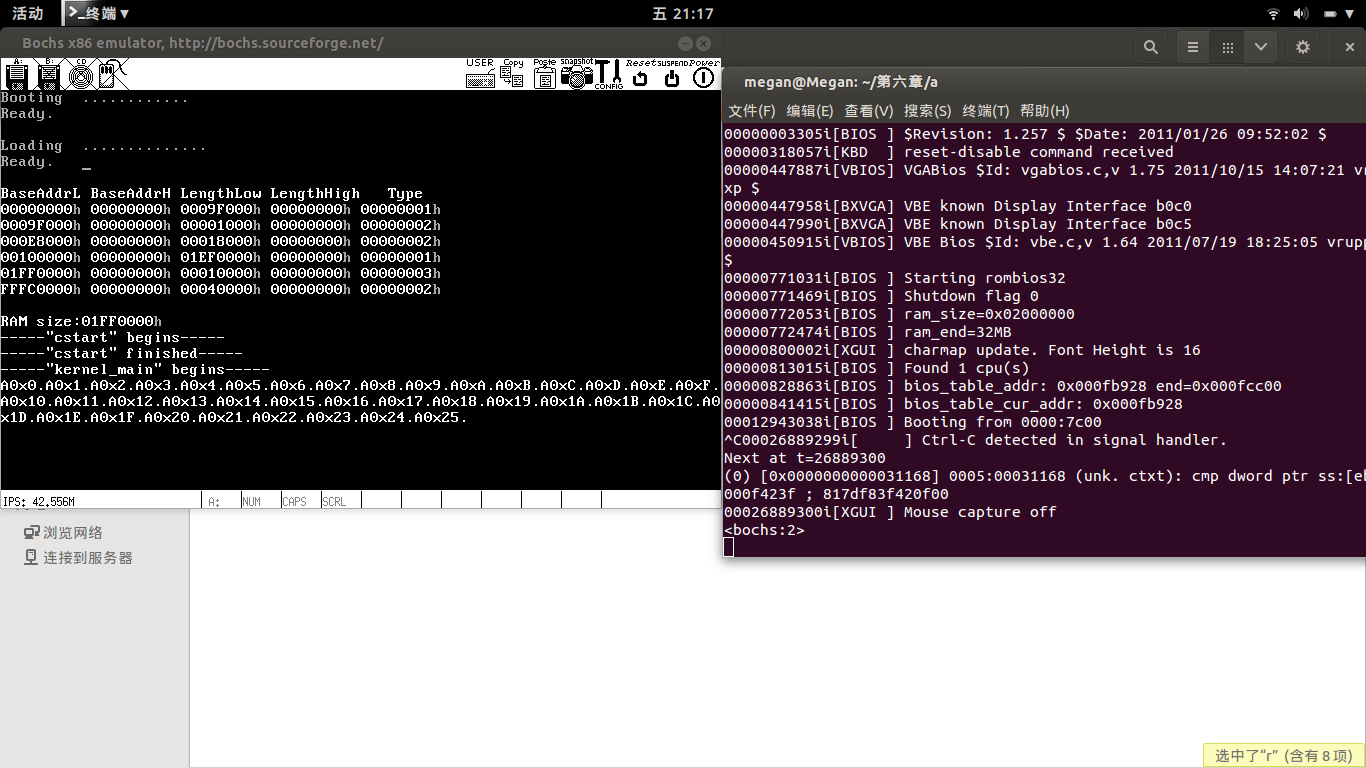 活动 终端 五 21:17
Bochs x86 emulator, http://bochs.sourceforge.net/
A: B: CD USER Copy Paste snapshot CONFIG Reset SUSPEND Power
Booting ............
Ready.
Loading ..............
Ready.
BaseAddrL BaseAddrH LengthLow LengthHigh Type
00000000h 00000000h 0009F000h 00000000h 00000001h
0009F000h 00000000h 00001000h 00000000h 00000002h
000E8000h 00000000h 00018000h 00000000h 00000002h
00100000h 00000000h 01EF0000h 00000000h 00000001h
01FF0000h 00000000h 00010000h 00000000h 00000003h
FFFC0000h 00000000h 00040000h 00000000h 00000002h
RAM size:01FF0000h
-----"cstart" begins-----
-----"cstart" finished-----
-----"kernel_main" begins-----
A0x0.A0x1.A0x2.A0x3.A0x4.A0x5.A0x6.A0x7.A0x8.A0x9.A0xA.A0xB.A0xC.A0xD.A0xE.A0xF.
A0x10.A0x11.A0x12.A0x13.A0x14.A0x15.A0x16.A0x17.A0x18.A0x19.A0x1A.A0x1B.A0x1C.A0
x1D.A0x1E.A0x1F.A0x20.A0x21.A0x22.A0x23.A0x24.A0x25.
IPS: 42.556M A: NUM CAPS SCRL
浏览网络
连接到服务器
megan@Megan: ~/第六章/a
文件(F) 编辑(E) 查看(V) 搜索(S) 终端(T) 帮助(H)
00000003305i[BIOS ] $Revision: 1.257 $ $Date: 2011/01/26 09:52:02 $
00000318057i[KBD  ] reset-disable command received
00000447887i[VBIOS] VGABios $Id: vgabios.c,v 1.75 2011/10/15 14:07:21 vr
xp $
00000447958i[BXVGA] VBE known Display Interface b0c0
00000447990i[BXVGA] VBE known Display Interface b0c5
00000450915i[VBIOS] VBE Bios $Id: vbe.c,v 1.64 2011/07/19 18:25:05 vrupp
$
00000771031i[BIOS ] Starting rombios32
00000771469i[BIOS ] Shutdown flag 0
00000772053i[BIOS ] ram_size=0x02000000
00000772474i[BIOS ] ram_end=32MB
00000800002i[XGUI ] charmap update. Font Height is 16
00000813015i[BIOS ] Found 1 cpu(s)
00000828863i[BIOS ] bios_table_addr: 0x000fb928 end=0x000fcc00
00000841415i[BIOS ] bios_table_cur_addr: 0x000fb928
00012943038i[BIOS ] Booting from 0000:7c00
^C00026889299i[     ] Ctrl-C detected in signal handler.
Next at t=26889300
(0) [0x0000000000031168] 0005:00031168 (unk. ctxt): cmp dword ptr ss:[eb
000f423f ; 817df83f420f00
00026889300i[XGUI ] Mouse capture off
<bochs:2>
选中了“r” (含有 8 项)